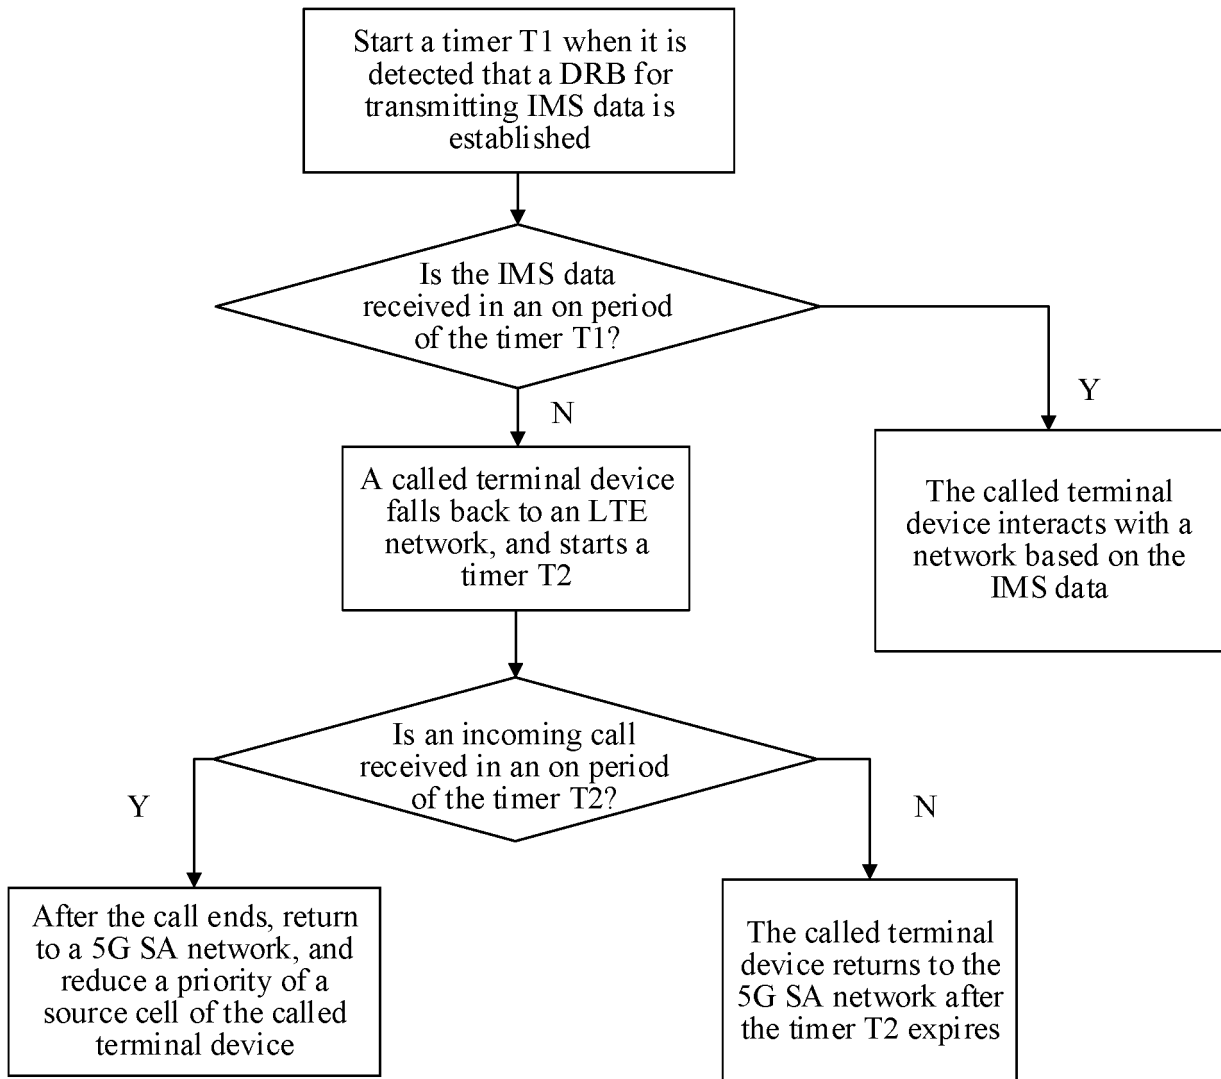 Start a timer T1 when it is
detected that a DRB for
transmitting IMS data is
established
Is the IMS data
received in an on period
of the timer T1?
N
Y
A called terminal device
falls back to an LTE
network, and starts a
timer T2
The called terminal
device interacts with a
network based on the
IMS data
Is an incoming call
received in an on period
of the timer T2?
Y
N
After the call ends, return
to a 5G SA network, and
reduce a priority of a
source cell of the called
terminal device
The called terminal
device returns to the
5G SA network after
the timer T2 expires